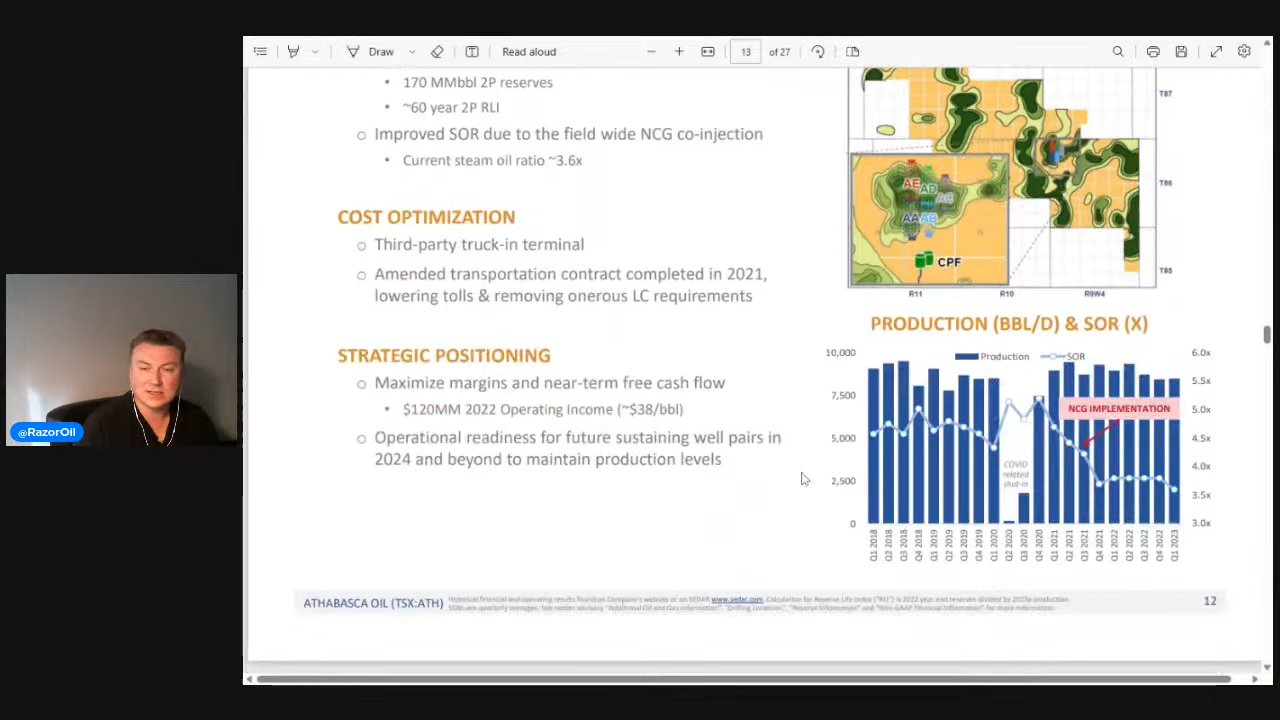 Draw
Read aloud
13 of 27
• 170 MMbbl 2P reserves
• ~60 year 2P RLI
o Improved SOR due to the field wide NCG co-injection
• Current steam oil ratio ~3.6x
COST OPTIMIZATION
o Third-party truck-in terminal
o Amended transportation contract completed in 2021,
lowering tolls & removing onerous LC requirements
STRATEGIC POSITIONING
o Maximize margins and near-term free cash flow
• $120MM 2022 Operating Income (~$38/bbl)
o Operational readiness for future sustaining well pairs in
2024 and beyond to maintain production levels
@RazorOil
T87
T86
T85
AE AD
AC
AA AB
CPF
R11 R10 R9W4
PRODUCTION (BBL/D) & SOR (X)
Production SOR
10,000
7,500
5,000
2,500
0
6.0x
5.5x
5.0x
4.5x
4.0x
3.5x
3.0x
NCG IMPLEMENTATION
COVID
related
shut-in
Q1 2018
Q2 2018
Q3 2018
Q4 2018
Q1 2019
Q2 2019
Q3 2019
Q4 2019
Q1 2020
Q2 2020
Q3 2020
Q4 2020
Q1 2021
Q2 2021
Q3 2021
Q4 2021
Q1 2022
Q2 2022
Q3 2022
Q4 2022
Q1 2023
ATHABASCA OIL (TSX:ATH)
www.sedar.com
12